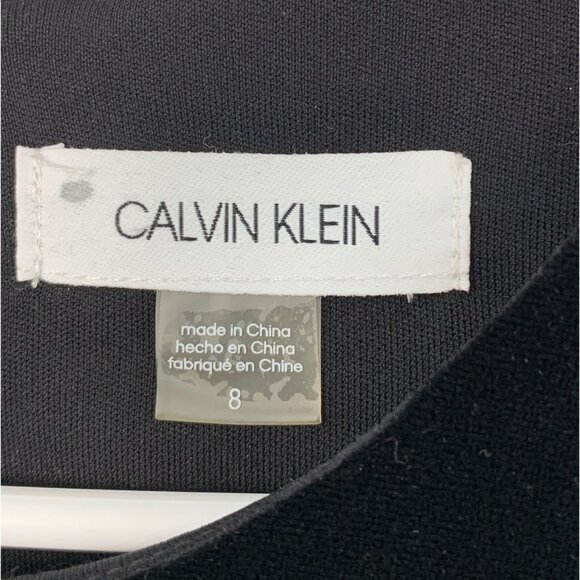 CALVIN KLEIN
made in China
hecho en China
fabriqué en Chine
8